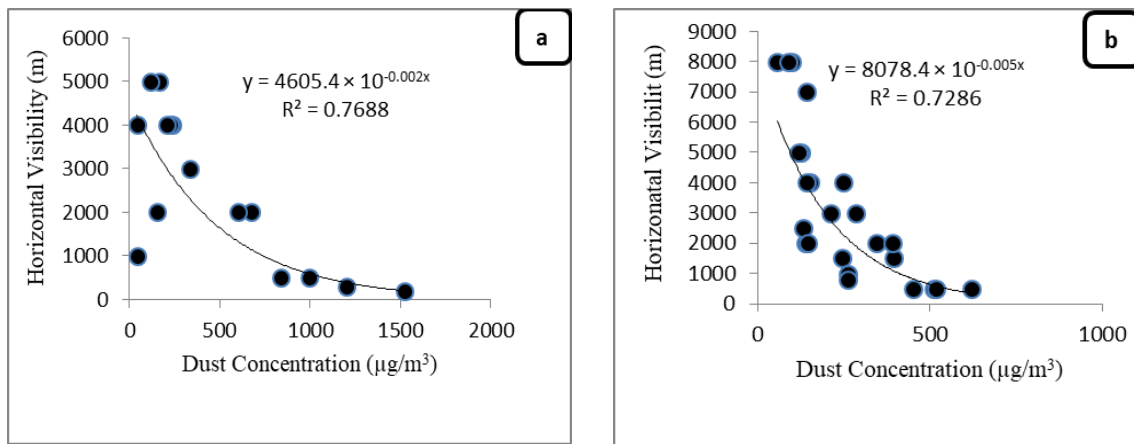 a
6000
5000
4000
3000
2000
1000
0
Horizontal Visibility (m)
y = 4605.4 × 10^-0.002x
R² = 0.7688
0 500 1000 1500 2000
Dust Concentration (µg/m³)
b
9000
8000
7000
6000
5000
4000
3000
2000
1000
0
Horizonatal Visibilit (m)
y = 8078.4 × 10^-0.005x
R² = 0.7286
0 500 1000
Dust Concentration (µg/m³)